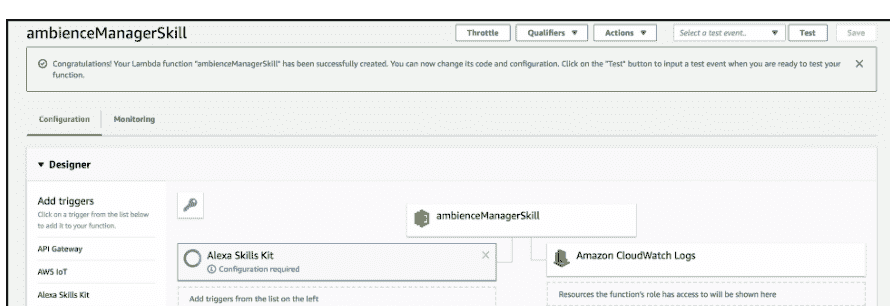 ambienceManagerSkill
Throttle
Qualifiers
Actions
Select a test event..
Test
Save
Congratulations! Your Lambda function "ambienceManagerSkill" has been successfully created. You can now change its code and configuration. Click on the "Test" button to input a test event when you are ready to test your
function.
Configuration
Monitoring
Designer
Add triggers
Click on a trigger from the list below
to add it to your function.
API Gateway
AWS IoT
Alexa Skills Kit
ambienceManagerSkill
Alexa Skills Kit
Configuration required
Add triggers from the list on the left
Amazon CloudWatch Logs
Resources the function's role has access to will be shown here